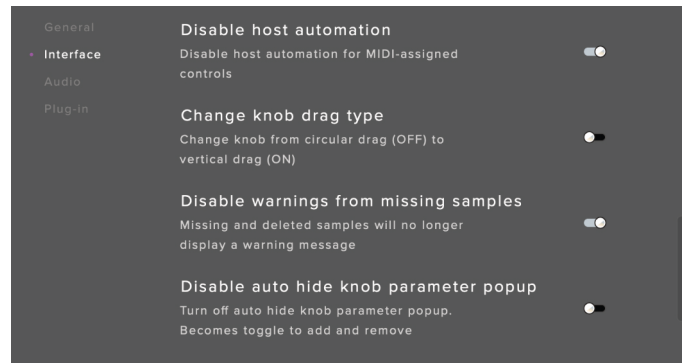 General
Interface
Audio
Plug-in
Disable host automation
Disable host automation for MIDI-assigned
controls
Change knob drag type
Change knob from circular drag (OFF) to
vertical drag (ON)
Disable warnings from missing samples
Missing and deleted samples will no longer
display a warning message
Disable auto hide knob parameter popup
Turn off auto hide knob parameter popup.
Becomes toggle to add and remove